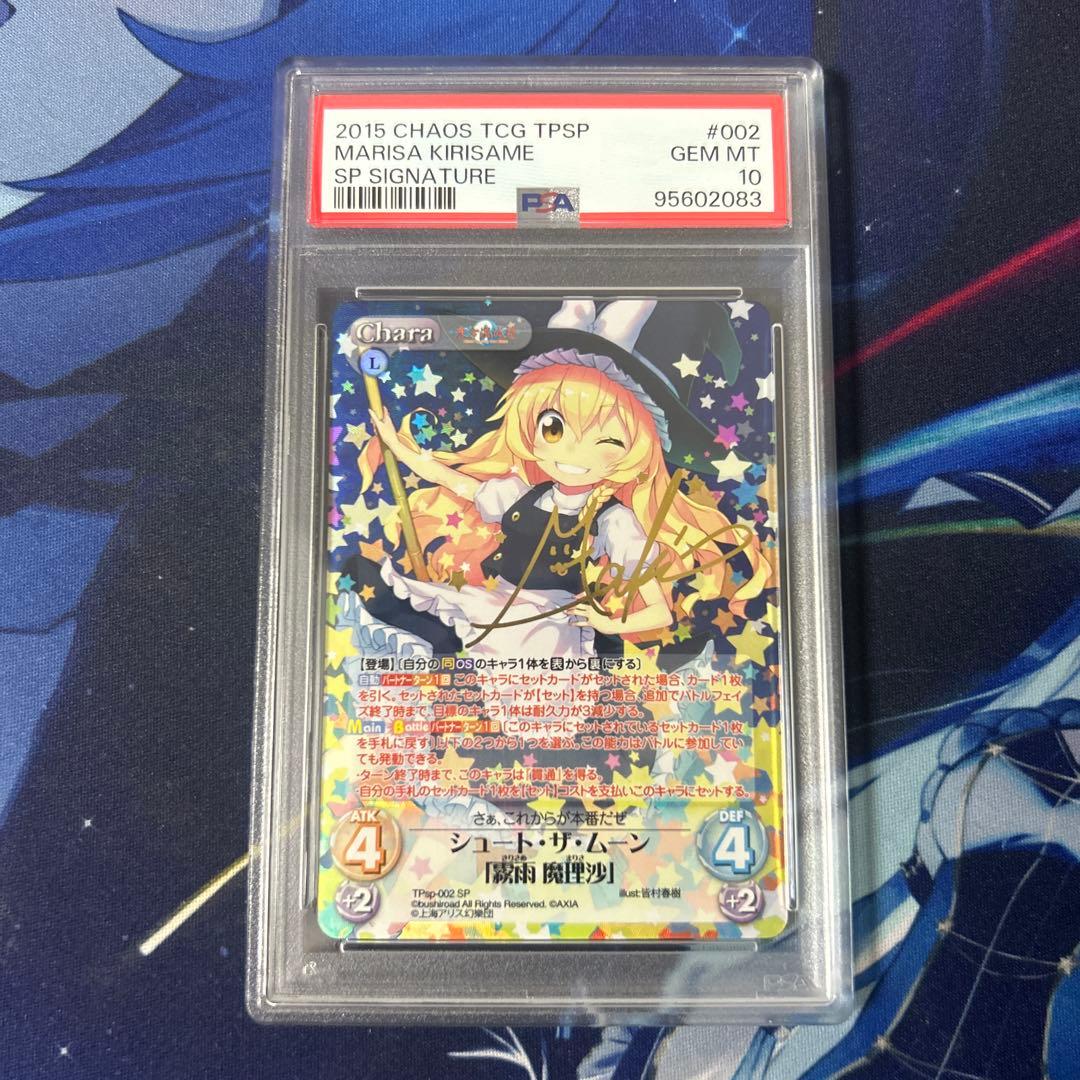 2015 CHAOS TCG TPSP #002
MARISA KIRISAME GEM MT
SP SIGNATURE 10
PSA 95602083
Chara
L
【登場】〔自分の同OSのキャラ1体を表から裏にする〕
自動 パートナー ターン1回 このキャラにセットカードがセットされた場合、カード1枚
を引く。セットされたセットカードが【セット】を持つ場合、追加でバトルフェイ
ズ終了時まで、目標のキャラ1体は耐久力が3減少する。
Main Battle パートナー ターン1回〔このキャラにセットされているセットカード1枚
を手札に戻す〕以下の2つから1つを選ぶ。この能力はバトルに参加してい
ても発動できる。
・ターン終了時まで、このキャラは「貫通」を得る。
・自分の手札のセットカード1枚を【セット】コストを支払いこのキャラにセットする。
さぁ、これからが本番だぜ
ATK 4 シュート・ザ・ムーン DEF 4
きりさめ まりさ
「霧雨 魔理沙」
+2 TPsp-002 SP illust:皆村春樹 +2
©bushiroad All Rights Reserved. ©AXIA
©上海アリス幻樂団
PSA